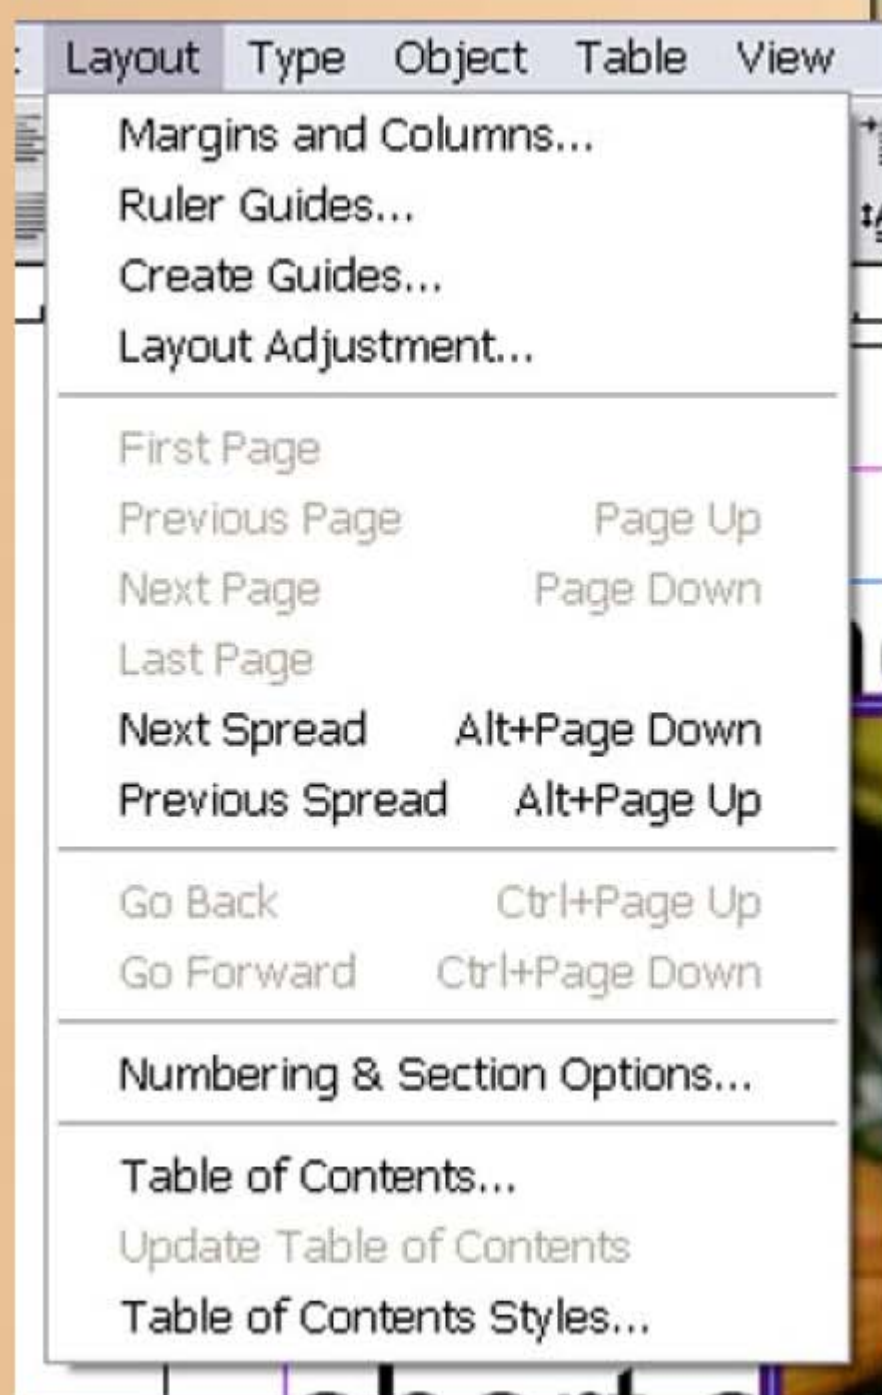 Layout Type Object Table View
Margins and Columns...
Ruler Guides...
Create Guides...
Layout Adjustment...
First Page
Previous Page Page Up
Next Page Page Down
Last Page
Next Spread Alt+Page Down
Previous Spread Alt+Page Up
Go Back Ctrl+Page Up
Go Forward Ctrl+Page Down
Numbering & Section Options...
Table of Contents...
Update Table of Contents
Table of Contents Styles...